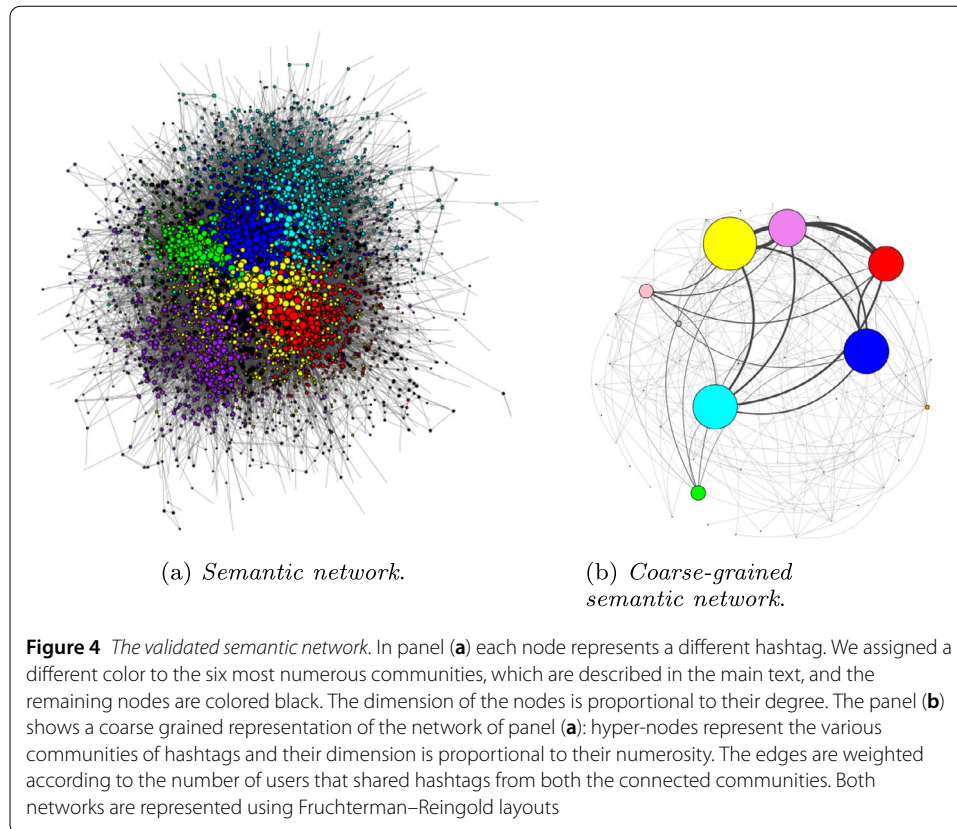 (a) Semantic network.
(b) Coarse-grained
semantic network.
Figure 4 The validated semantic network. In panel (a) each node represents a different hashtag. We assigned a
different color to the six most numerous communities, which are described in the main text, and the
remaining nodes are colored black. The dimension of the nodes is proportional to their degree. The panel (b)
shows a coarse grained representation of the network of panel (a): hyper-nodes represent the various
communities of hashtags and their dimension is proportional to their numerosity. The edges are weighted
according to the number of users that shared hashtags from both the connected communities. Both
networks are represented using Fruchterman–Reingold layouts